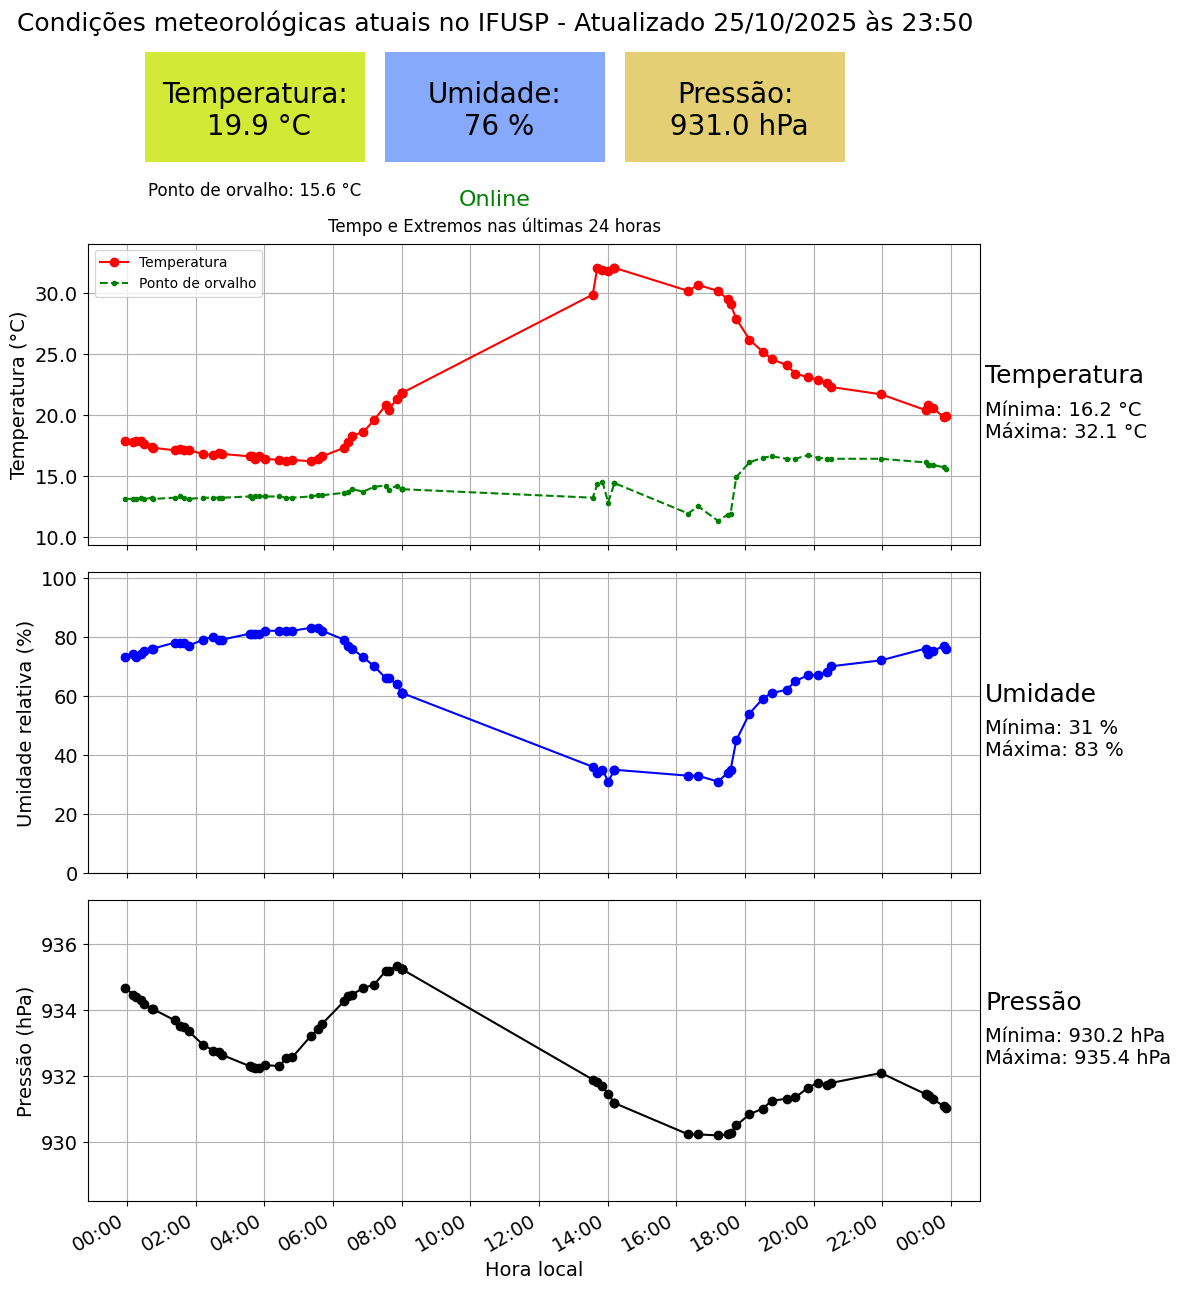 Condições meteorológicas atuais no IFUSP - Atualizado 25/10/2025 às 23:50
Temperatura:
19.9 °C
Umidade:
76 %
Pressão:
931.0 hPa
Ponto de orvalho: 15.6 °C
Online
Tempo e Extremos nas últimas 24 horas
Temperatura
Ponto de orvalho
Temperatura (°C)
30.0
25.0
20.0
15.0
10.0
Temperatura
Mínima: 16.2 °C
Máxima: 32.1 °C
Umidade relativa (%)
100
80
60
40
20
0
Umidade
Mínima: 31 %
Máxima: 83 %
Pressão (hPa)
936
934
932
930
Pressão
Mínima: 930.2 hPa
Máxima: 935.4 hPa
00:00 02:00 04:00 06:00 08:00 10:00 12:00 14:00 16:00 18:00 20:00 22:00 00:00
Hora local